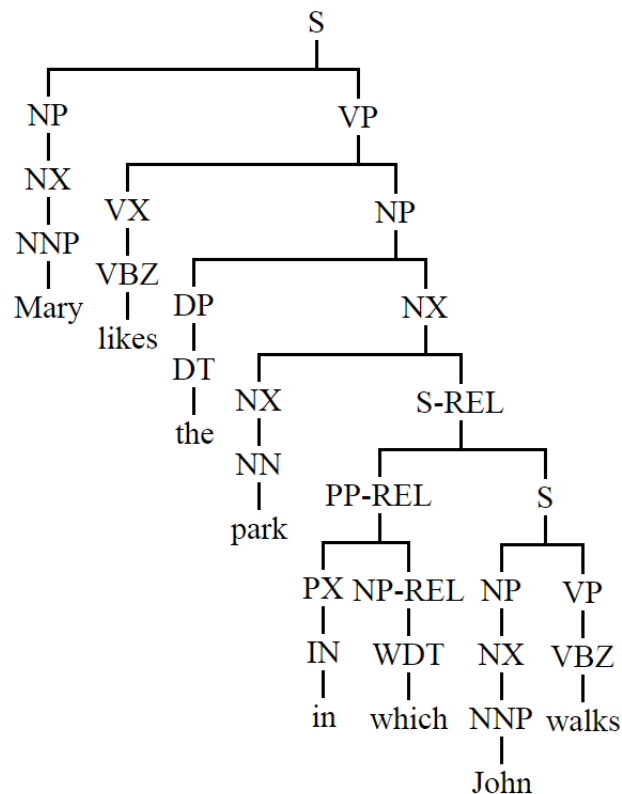 S
NP VP
NX VX NP
NNP VBZ DP NX
Mary likes DT NX S-REL
the NN PP-REL S
park PX NP-REL NP VP
IN WDT NX VBZ
in which NNP walks
John